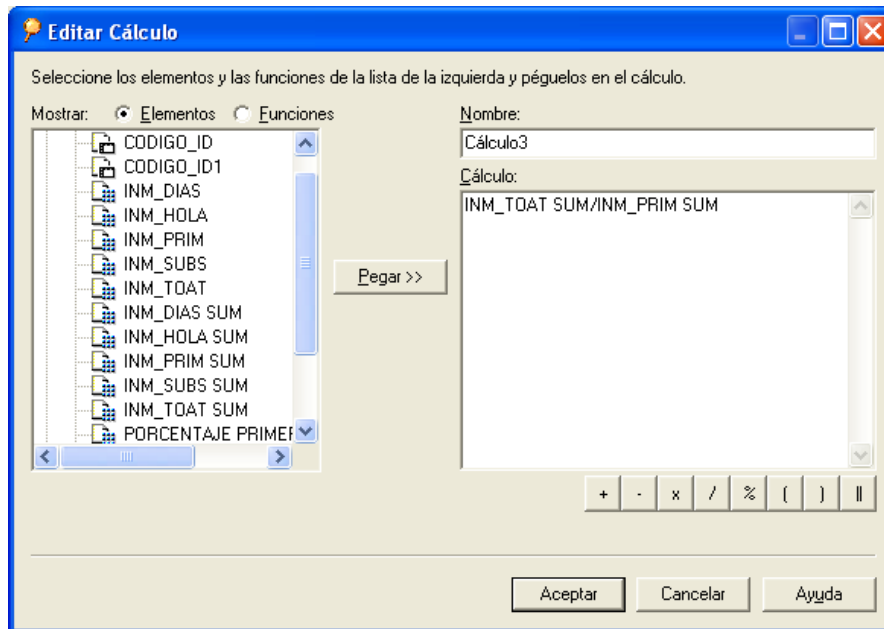 Editar Cálculo
Seleccione los elementos y las funciones de la lista de la izquierda y péguelos en el cálculo.
Mostrar: Elementos Funciones
CODIGO_ID
CODIGO_ID1
INM_DIAS
INM_HOLA
INM_PRIM
INM_SUBS
INM_TOAT
INM_DIAS SUM
INM_HOLA SUM
INM_PRIM SUM
INM_SUBS SUM
INM_TOAT SUM
PORCENTAJE PRIMER
Pegar >>
Nombre:
Cálculo3
Cálculo:
INM_TOAT SUM/INM_PRIM SUM
+ - x / % ( ) ||
Aceptar Cancelar Ayuda